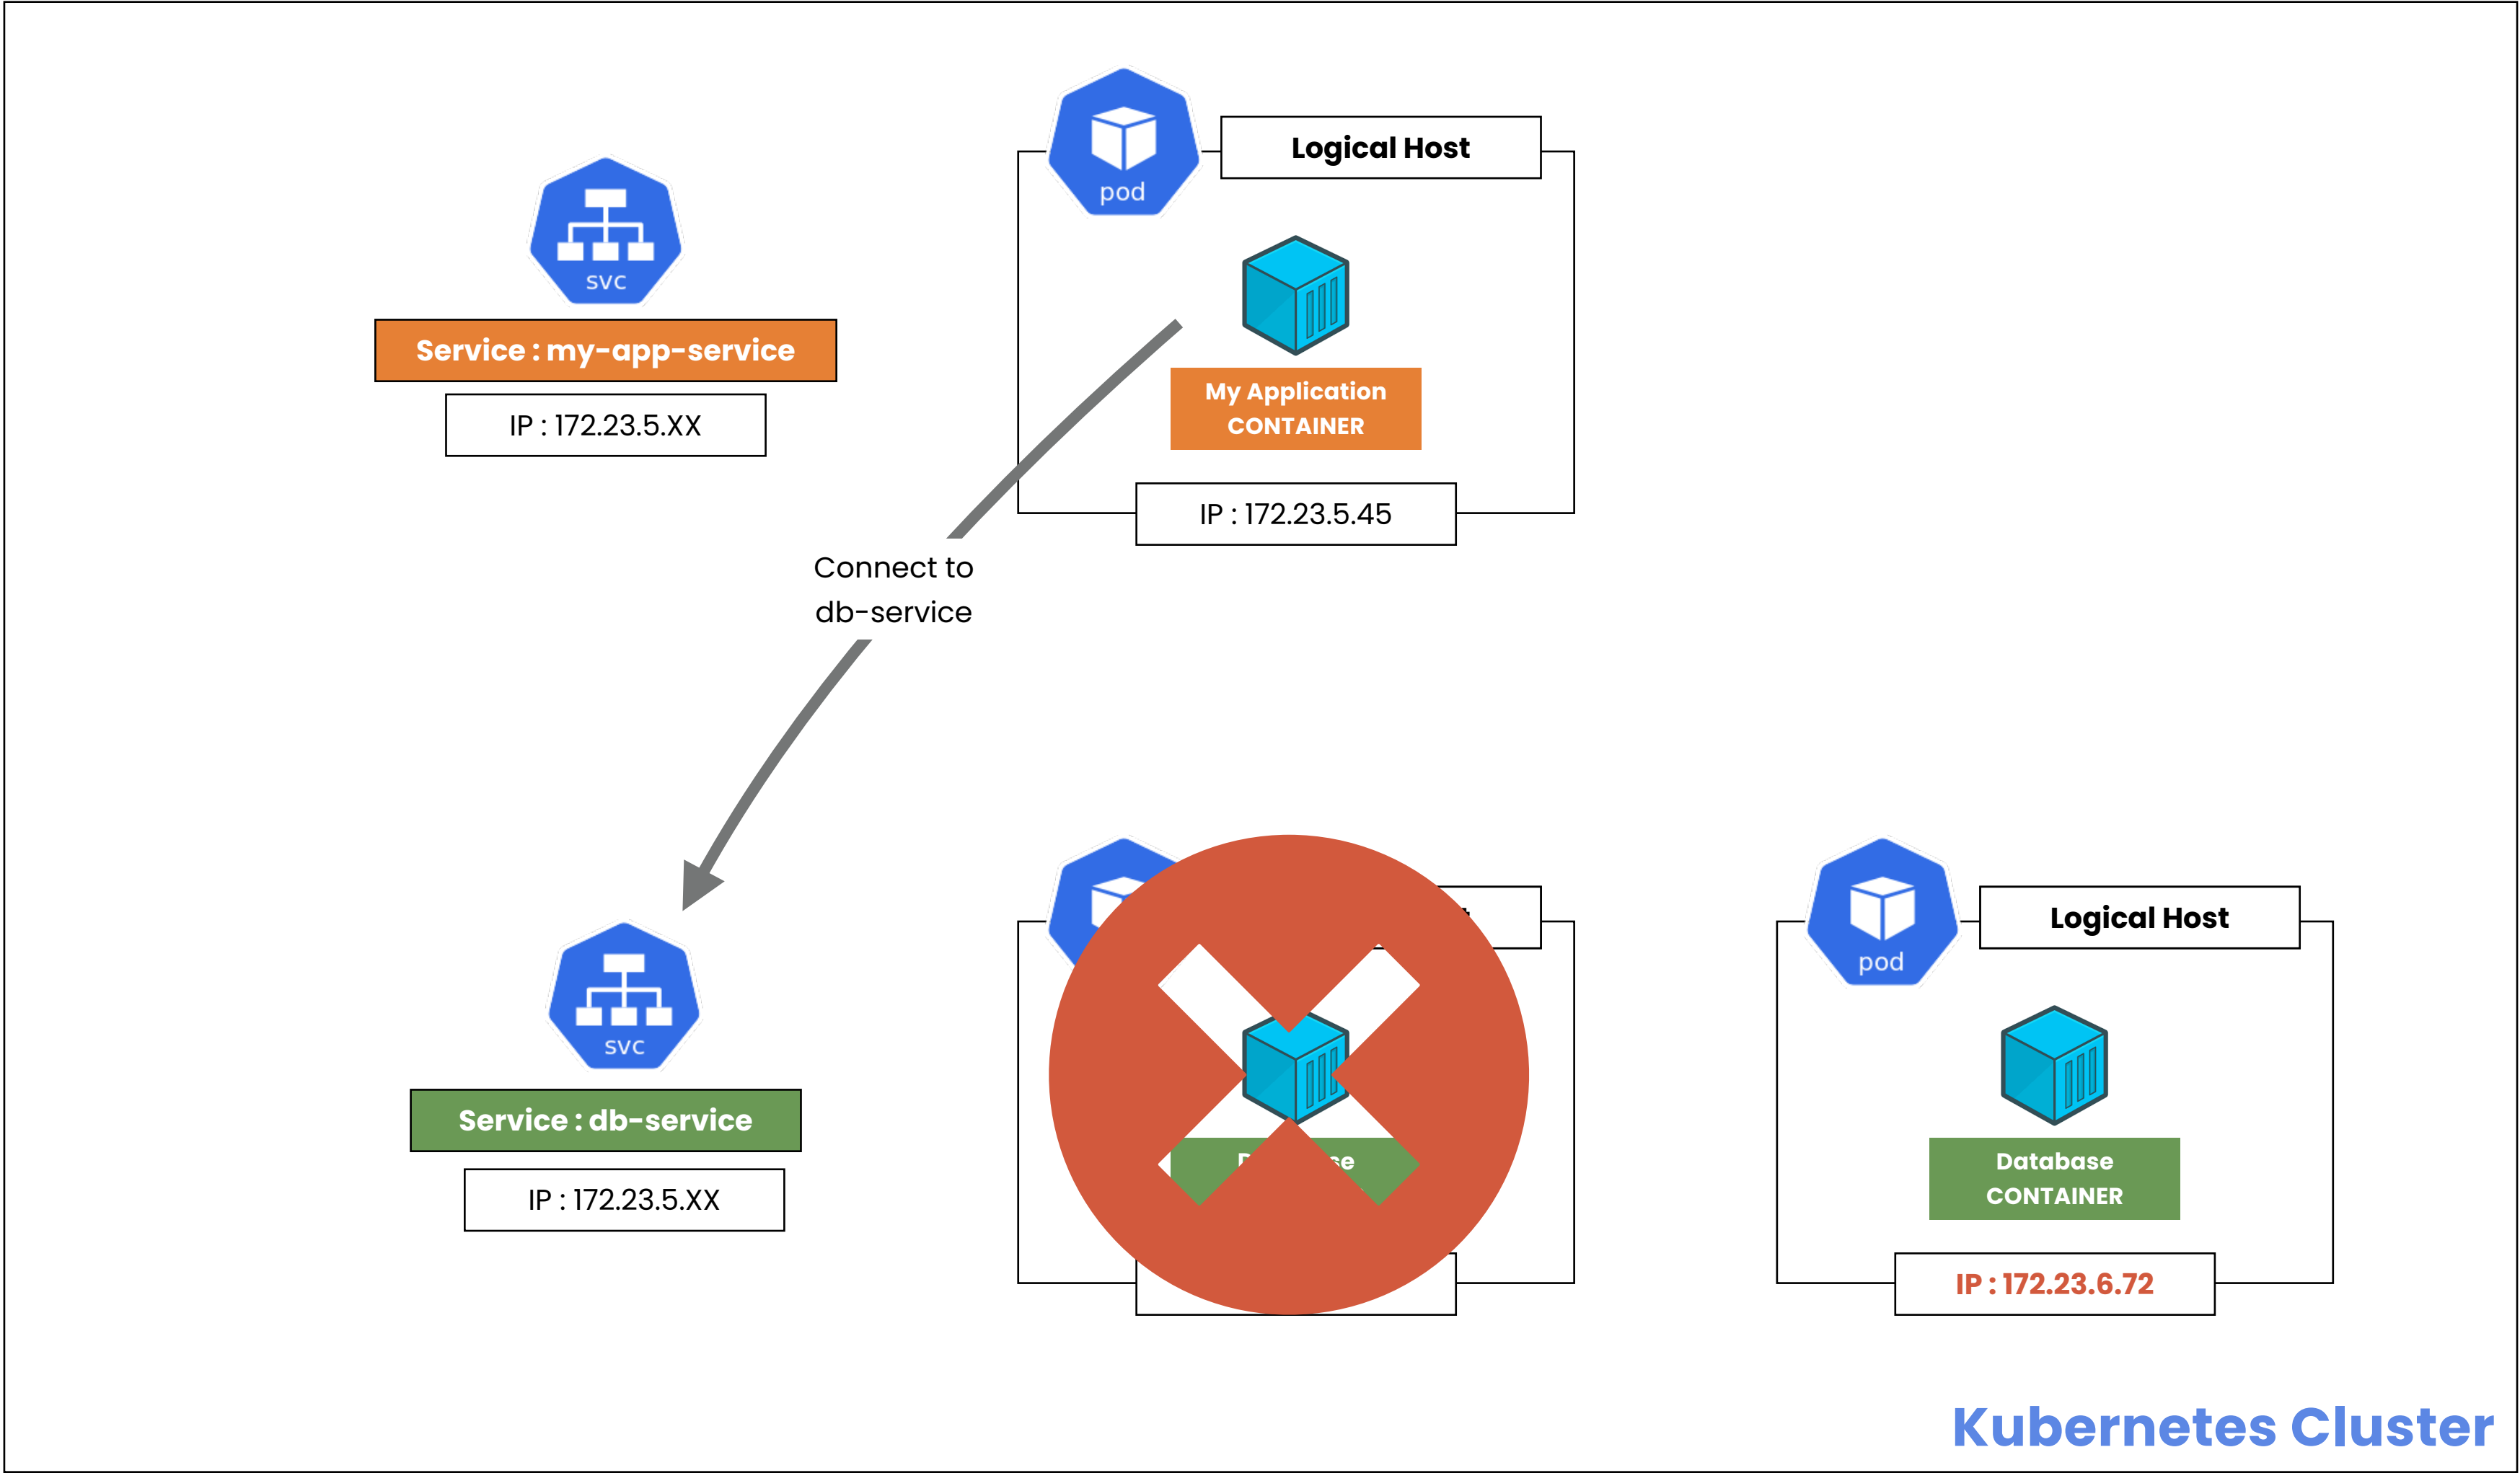 pod
Logical Host
svc
Service : my-app-service
IP : 172.23.5.XX
My Application
CONTAINER
IP : 172.23.5.45
Connect to
db-service
pod
Logical Host
svc
Service : db-service
IP : 172.23.5.XX
Database
CONTAINER
IP : 172.23.6.72
Kubernetes Cluster